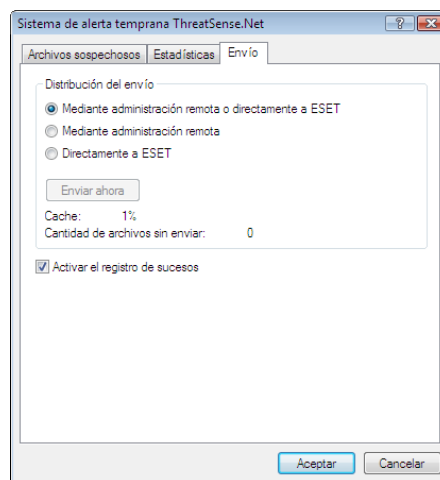 Sistema de alerta temprana ThreatSense.Net
Archivos sospechosos Estadísticas Envío
Distribución del envío
Mediante administración remota o directamente a ESET
Mediante administración remota
Directamente a ESET
Enviar ahora
Cache: 1%
Cantidad de archivos sin enviar: 0
Activar el registro de sucesos
Aceptar Cancelar